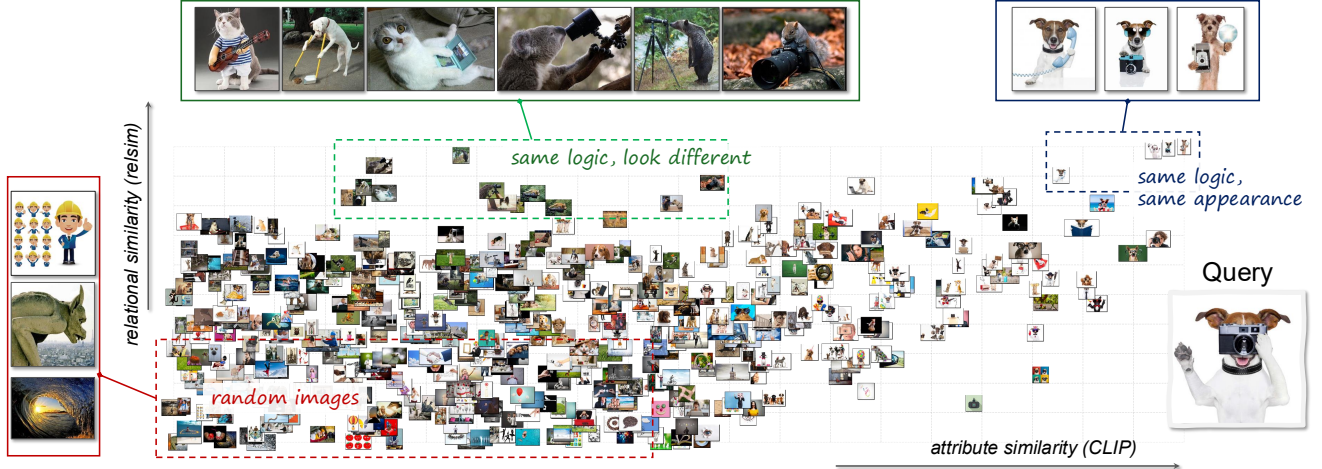 same logic, look different
same logic,
same appearance
relational similarity (relsim)
Query
random images
attribute similarity (CLIP)